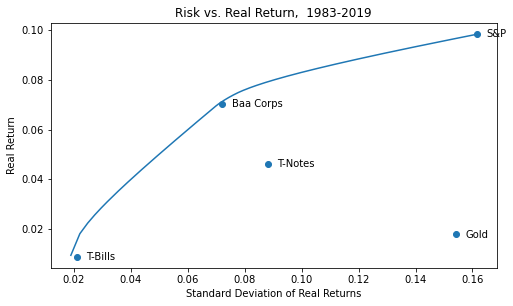 Risk vs. Real Return,  1983-2019
0.10
0.08
0.06
0.04
0.02
Real Return
S&P
Baa Corps
T-Notes
Gold
T-Bills
0.02 0.04 0.06 0.08 0.10 0.12 0.14 0.16
Standard Deviation of Real Returns